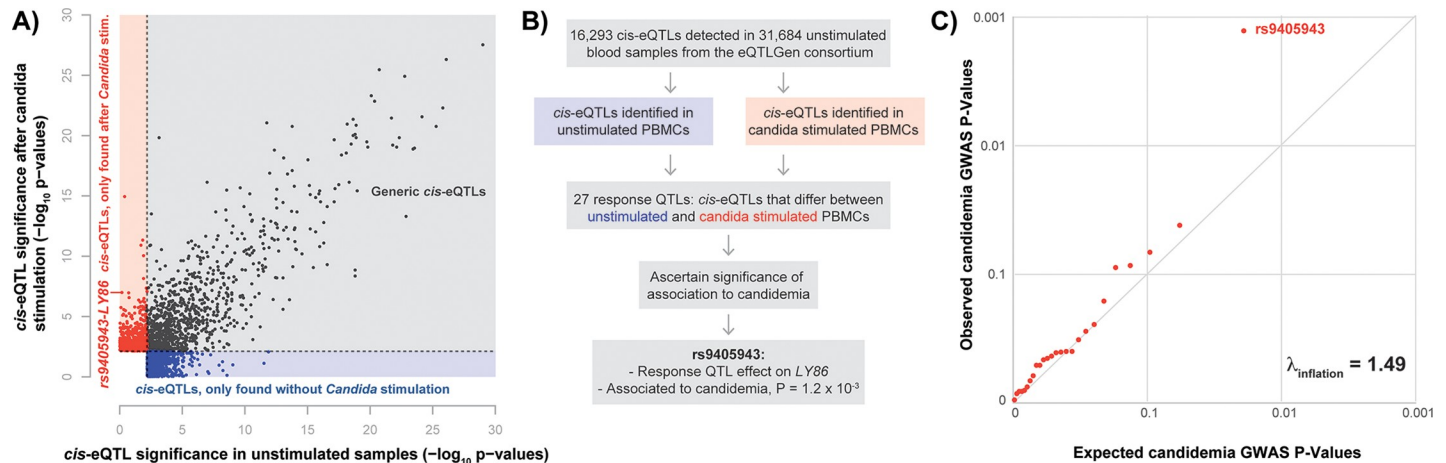 A)
cis-eQTL significance after candida
stimulation (−log10 p−values)
rs9405943-LY86 cis-eQTLs, only found after Candida stim.
30
25
20
15
10
5
0
Generic cis-eQTLs
cis-eQTLs, only found without Candida stimulation
0 5 10 15 20 25 30
cis-eQTL significance in unstimulated samples (−log10 p−values)
B)
16,293 cis-eQTLs detected in 31,684 unstimulated
blood samples from the eQTLGen consortium
cis-eQTLs identified in
unstimulated PBMCs
cis-eQTLs identified in
candida stimulated PBMCs
27 response QTLs: cis-eQTLs that differ between
unstimulated and candida stimulated PBMCs
Ascertain significance of
association to candidemia
rs9405943:
- Response QTL effect on LY86
- Associated to candidemia, P = 1.2 x 10-3
C)
Observed candidemia GWAS P-Values
0.001
0.01
0.1
0
rs9405943
λinflation = 1.49
0 0.1 0.01 0.001
Expected candidemia GWAS P-Values